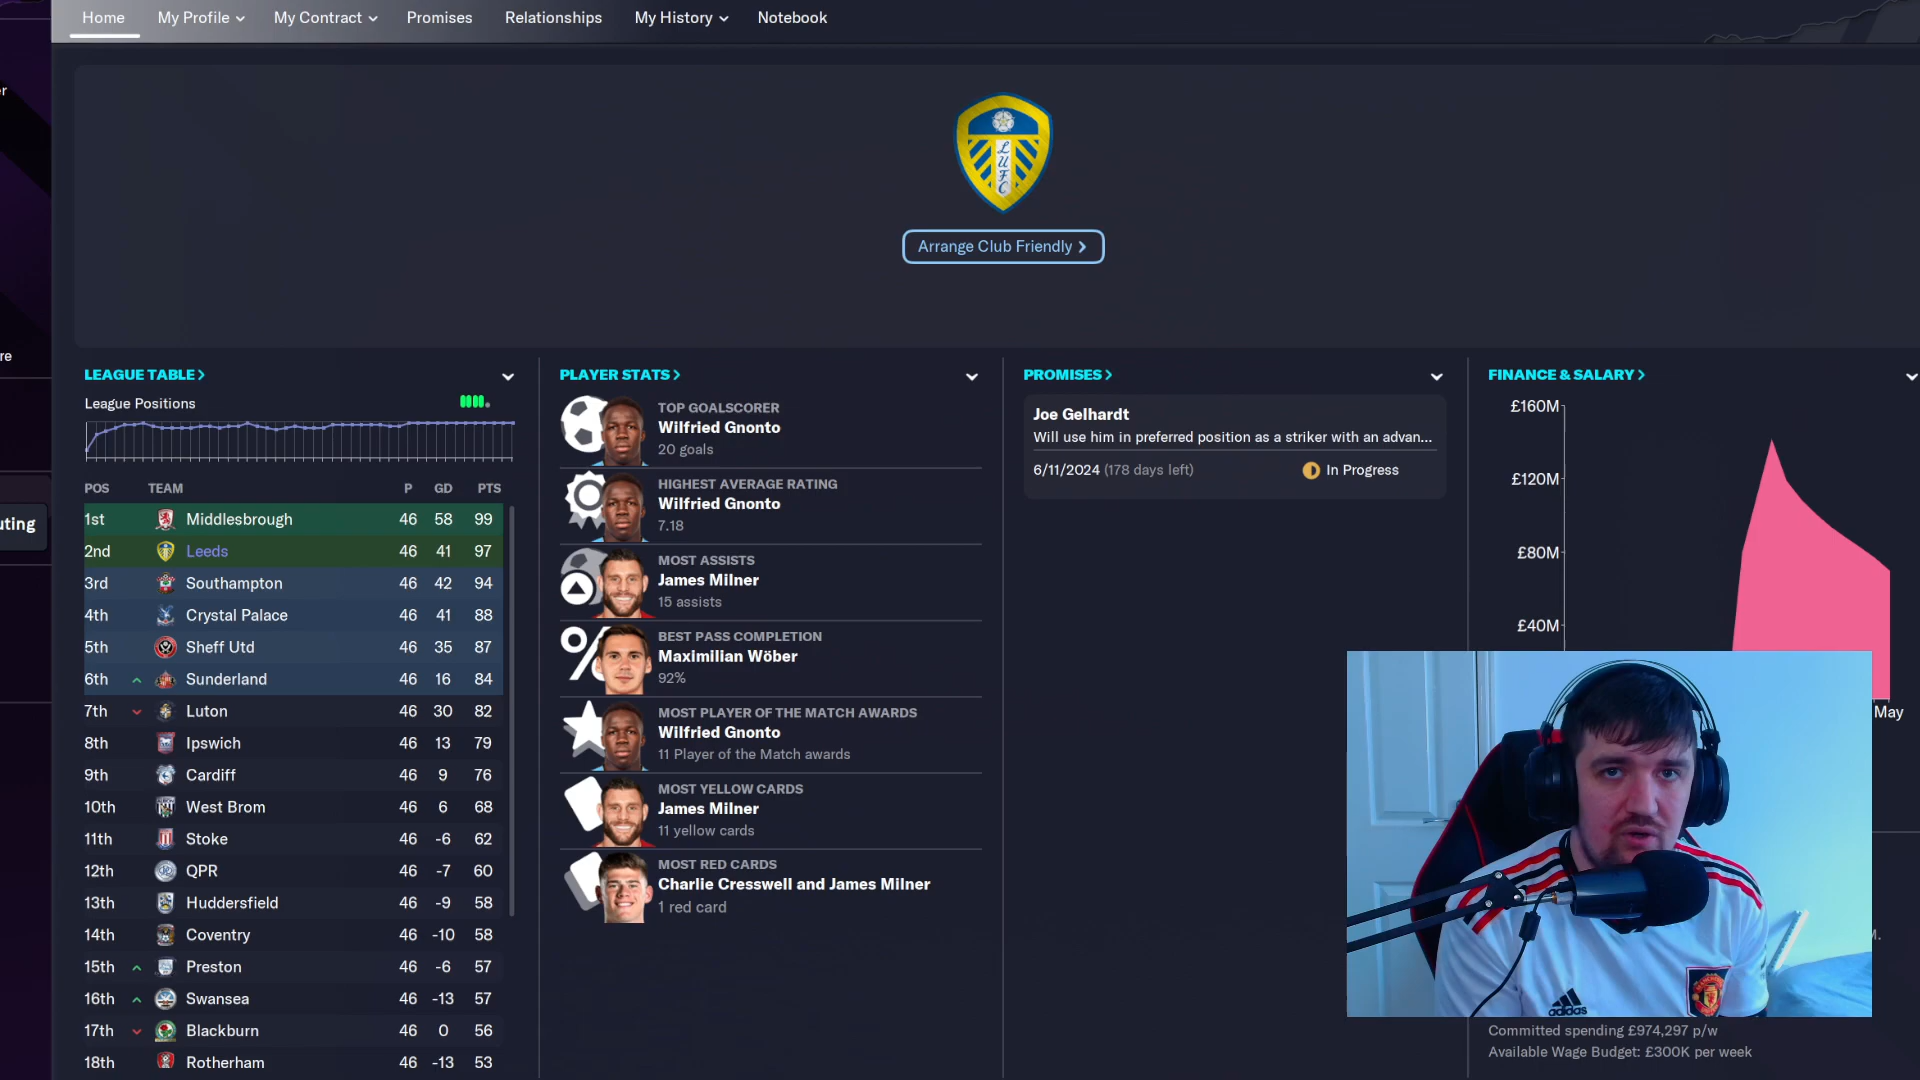 Home My Profile My Contract Promises Relationships My History Notebook
er
re
uting
LUFC
Arrange Club Friendly
LEAGUE TABLE
League Positions
POS TEAM P GD PTS
1st Middlesbrough 46 58 99
2nd Leeds 46 41 97
3rd Southampton 46 42 94
4th Crystal Palace 46 41 88
5th Sheff Utd 46 35 87
6th Sunderland 46 16 84
7th Luton 46 30 82
8th Ipswich 46 13 79
9th Cardiff 46 9 76
10th West Brom 46 6 68
11th Stoke 46 -6 62
12th QPR 46 -7 60
13th Huddersfield 46 -9 58
14th Coventry 46 -10 58
15th Preston 46 -6 57
16th Swansea 46 -13 57
17th Blackburn 46 0 56
18th Rotherham 46 -13 53
PLAYER STATS
TOP GOALSCORER
Wilfried Gnonto
20 goals
HIGHEST AVERAGE RATING
Wilfried Gnonto
7.18
MOST ASSISTS
James Milner
15 assists
BEST PASS COMPLETION
Maximilian Wöber
92%
MOST PLAYER OF THE MATCH AWARDS
Wilfried Gnonto
11 Player of the Match awards
MOST YELLOW CARDS
James Milner
11 yellow cards
MOST RED CARDS
Charlie Cresswell and James Milner
1 red card
PROMISES
Joe Gelhardt
Will use him in preferred position as a striker with an advan...
6/11/2024 (178 days left) In Progress
FINANCE & SALARY
£160M
£120M
£80M
£40M
May
M.
adidas
Committed spending £974,297 p/w
Available Wage Budget: £300K per week